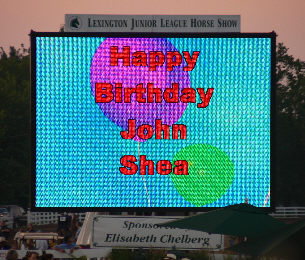 LEXINGTON JUNIOR LEAGUE HORSE SHOW
Happy
Birthday
John
Shea
Sponsored
Elisabeth Chelberg